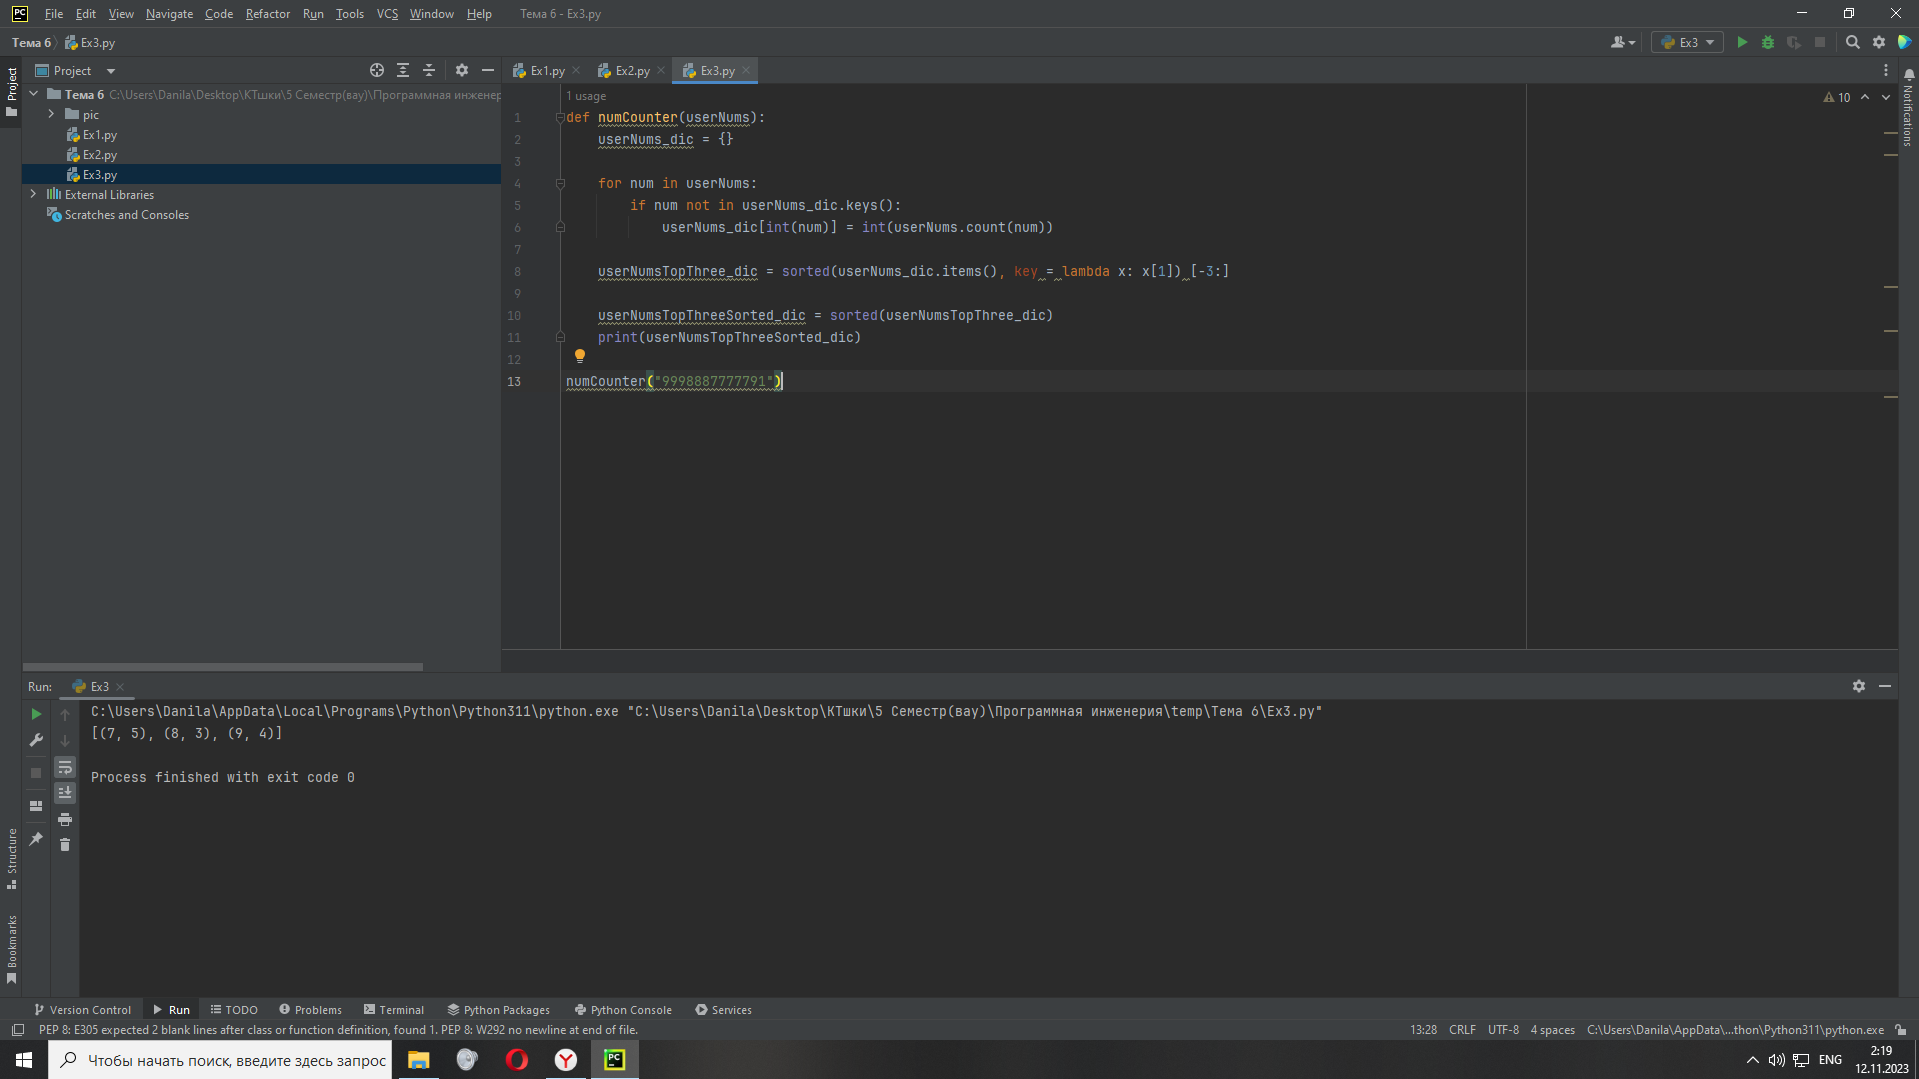 PC File Edit View Navigate Code Refactor Run Tools VCS Window Help Тема 6 - Ex3.py
Тема 6 Ex3.py Ex3
Project
Project
Тема 6 C:\Users\Danila\Desktop\КТшки\5 Семестр(вау)\Программная инженер
pic
Ex1.py
Ex2.py
Ex3.py
External Libraries
Scratches and Consoles
Ex1.py Ex2.py Ex3.py
Notifications
10
1 usage
1 def numCounter(userNums):
2 userNums_dic = {}
3
4 for num in userNums:
5 if num not in userNums_dic.keys():
6 userNums_dic[int(num)] = int(userNums.count(num))
7
8 userNumsTopThree_dic = sorted(userNums_dic.items(), key = lambda x: x[1]) [-3:]
9
10 userNumsTopThreeSorted_dic = sorted(userNumsTopThree_dic)
11 print(userNumsTopThreeSorted_dic)
12
13 numCounter("9998887777791")
Run: Ex3
C:\Users\Danila\AppData\Local\Programs\Python\Python311\python.exe "C:\Users\Danila\Desktop\КТшки\5 Семестр(вау)\Программная инженерия\temp\Тема 6\Ex3.py"
[(7, 5), (8, 3), (9, 4)]
Process finished with exit code 0
Structure
Bookmarks
Version Control Run TODO Problems Terminal Python Packages Python Console Services
PEP 8: E305 expected 2 blank lines after class or function definition, found 1. PEP 8: W292 no newline at end of file. 13:28 CRLF UTF-8 4 spaces C:\Users\Danila\AppData\...thon\Python311\python.exe
Чтобы начать поиск, введите здесь запрос PC ENG 2:19
12.11.2023